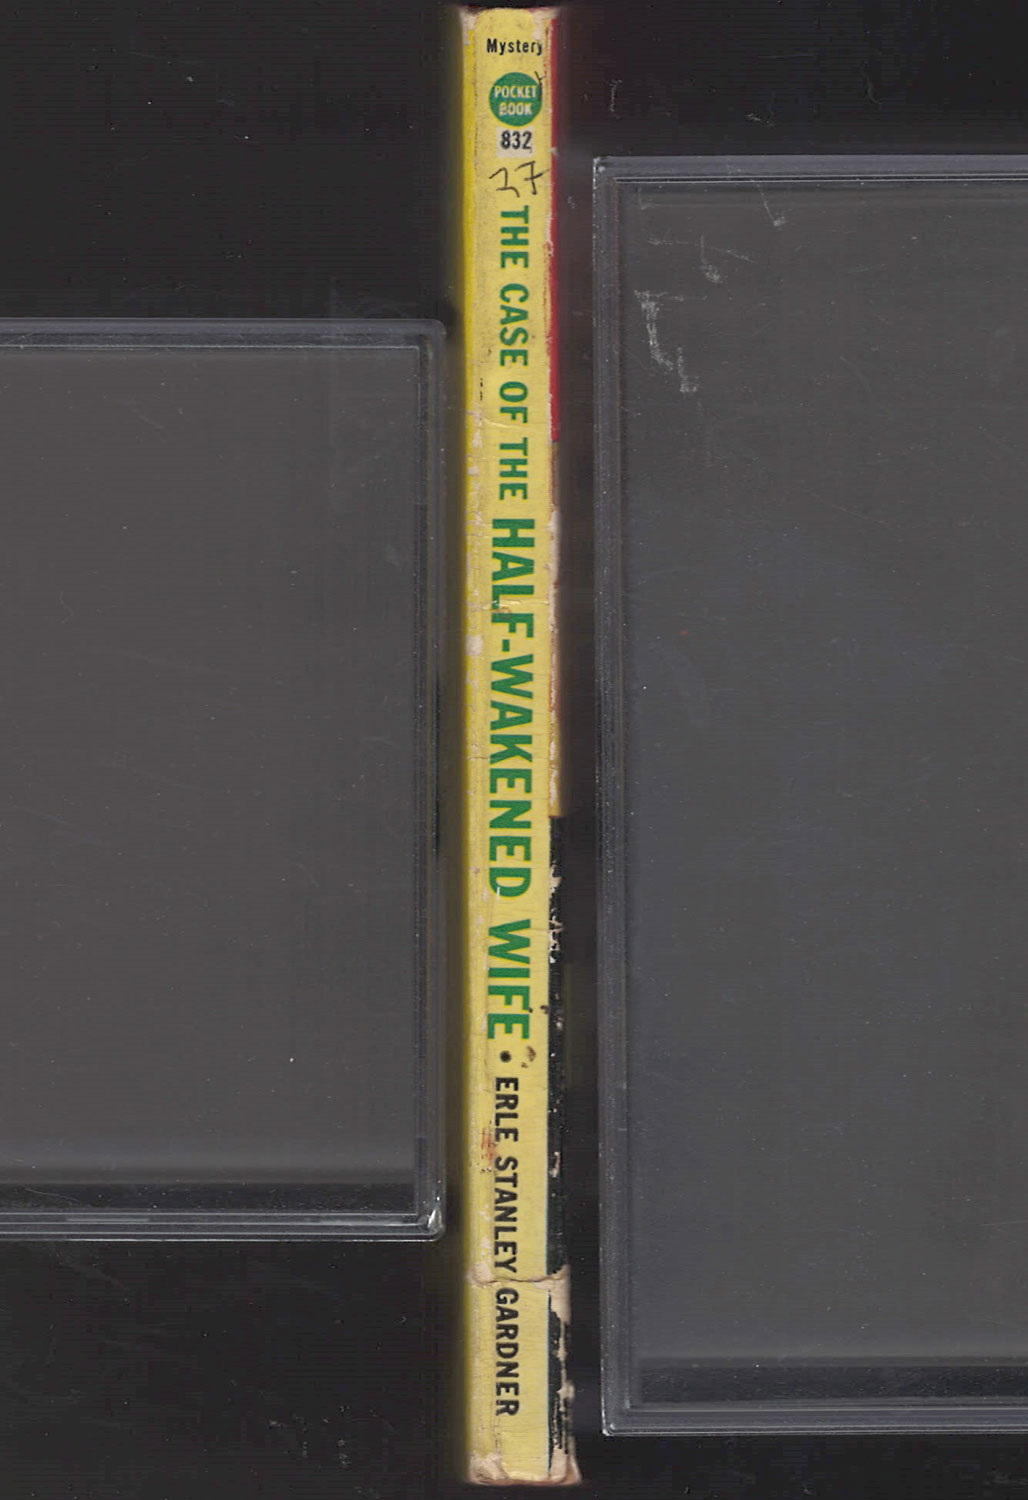 Mystery
POCKET
BOOK
832
27
THE CASE OF THE HALF-WAKENED WIFE • ERLE STANLEY GARDNER